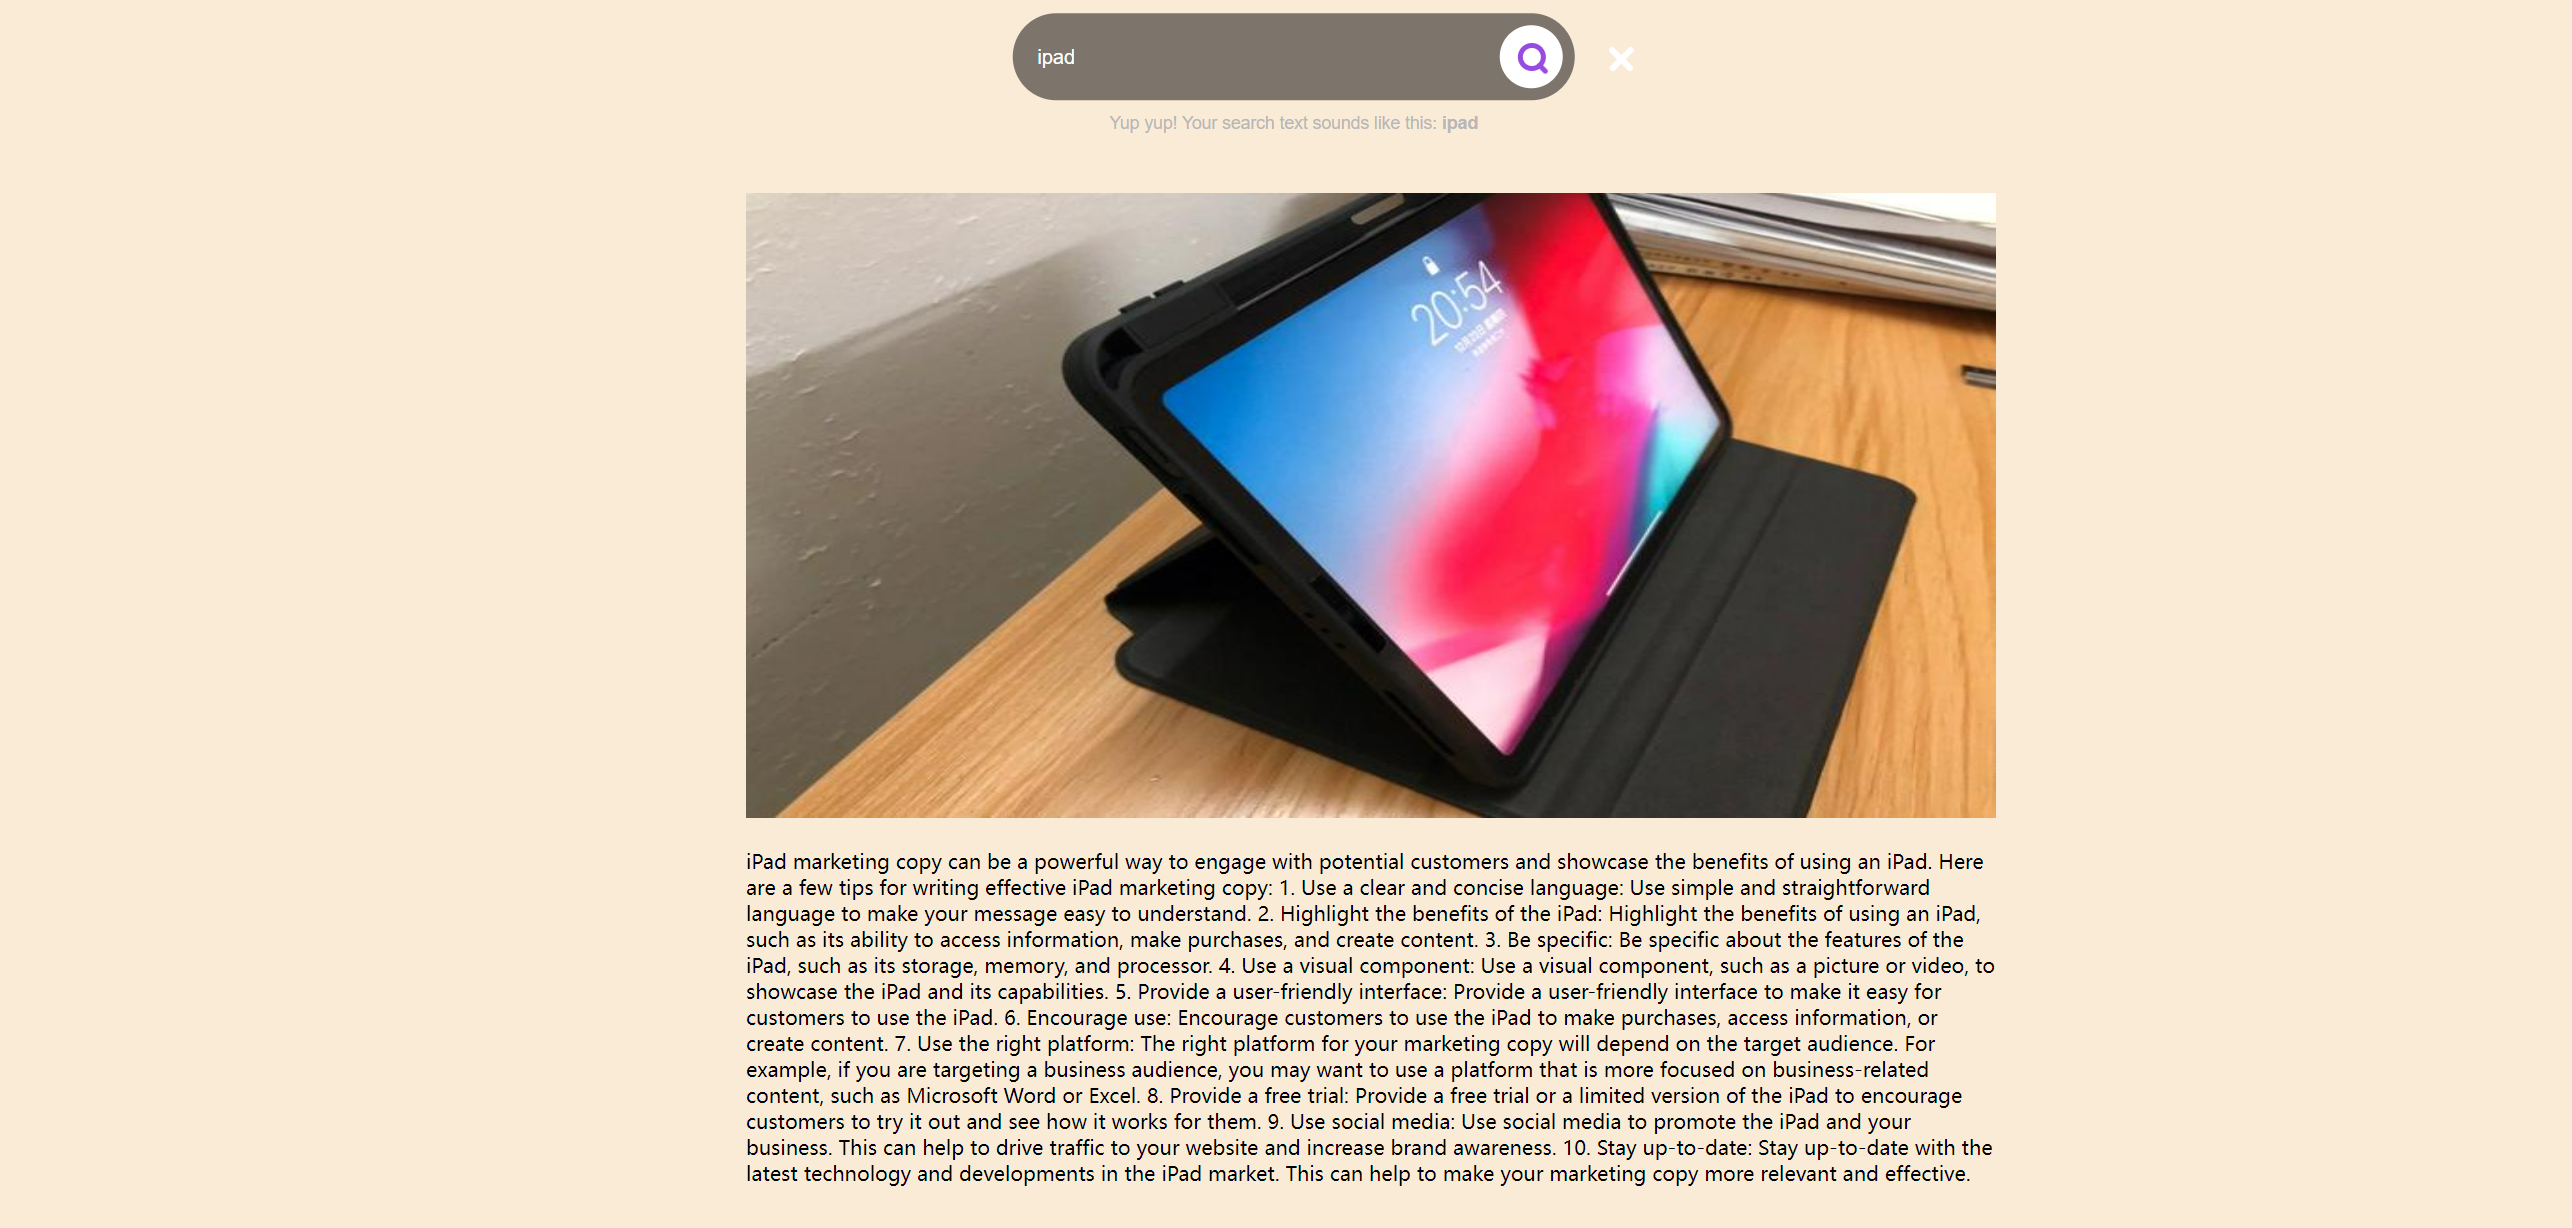 ipad
Yup yup! Your search text sounds like this: ipad
20:54
iPad marketing copy can be a powerful way to engage with potential customers and showcase the benefits of using an iPad. Here
are a few tips for writing effective iPad marketing copy: 1. Use a clear and concise language: Use simple and straightforward
language to make your message easy to understand. 2. Highlight the benefits of the iPad: Highlight the benefits of using an iPad,
such as its ability to access information, make purchases, and create content. 3. Be specific: Be specific about the features of the
iPad, such as its storage, memory, and processor. 4. Use a visual component: Use a visual component, such as a picture or video, to
showcase the iPad and its capabilities. 5. Provide a user-friendly interface: Provide a user-friendly interface to make it easy for
customers to use the iPad. 6. Encourage use: Encourage customers to use the iPad to make purchases, access information, or
create content. 7. Use the right platform: The right platform for your marketing copy will depend on the target audience. For
example, if you are targeting a business audience, you may want to use a platform that is more focused on business-related
content, such as Microsoft Word or Excel. 8. Provide a free trial: Provide a free trial or a limited version of the iPad to encourage
customers to try it out and see how it works for them. 9. Use social media: Use social media to promote the iPad and your
business. This can help to drive traffic to your website and increase brand awareness. 10. Stay up-to-date: Stay up-to-date with the
latest technology and developments in the iPad market. This can help to make your marketing copy more relevant and effective.